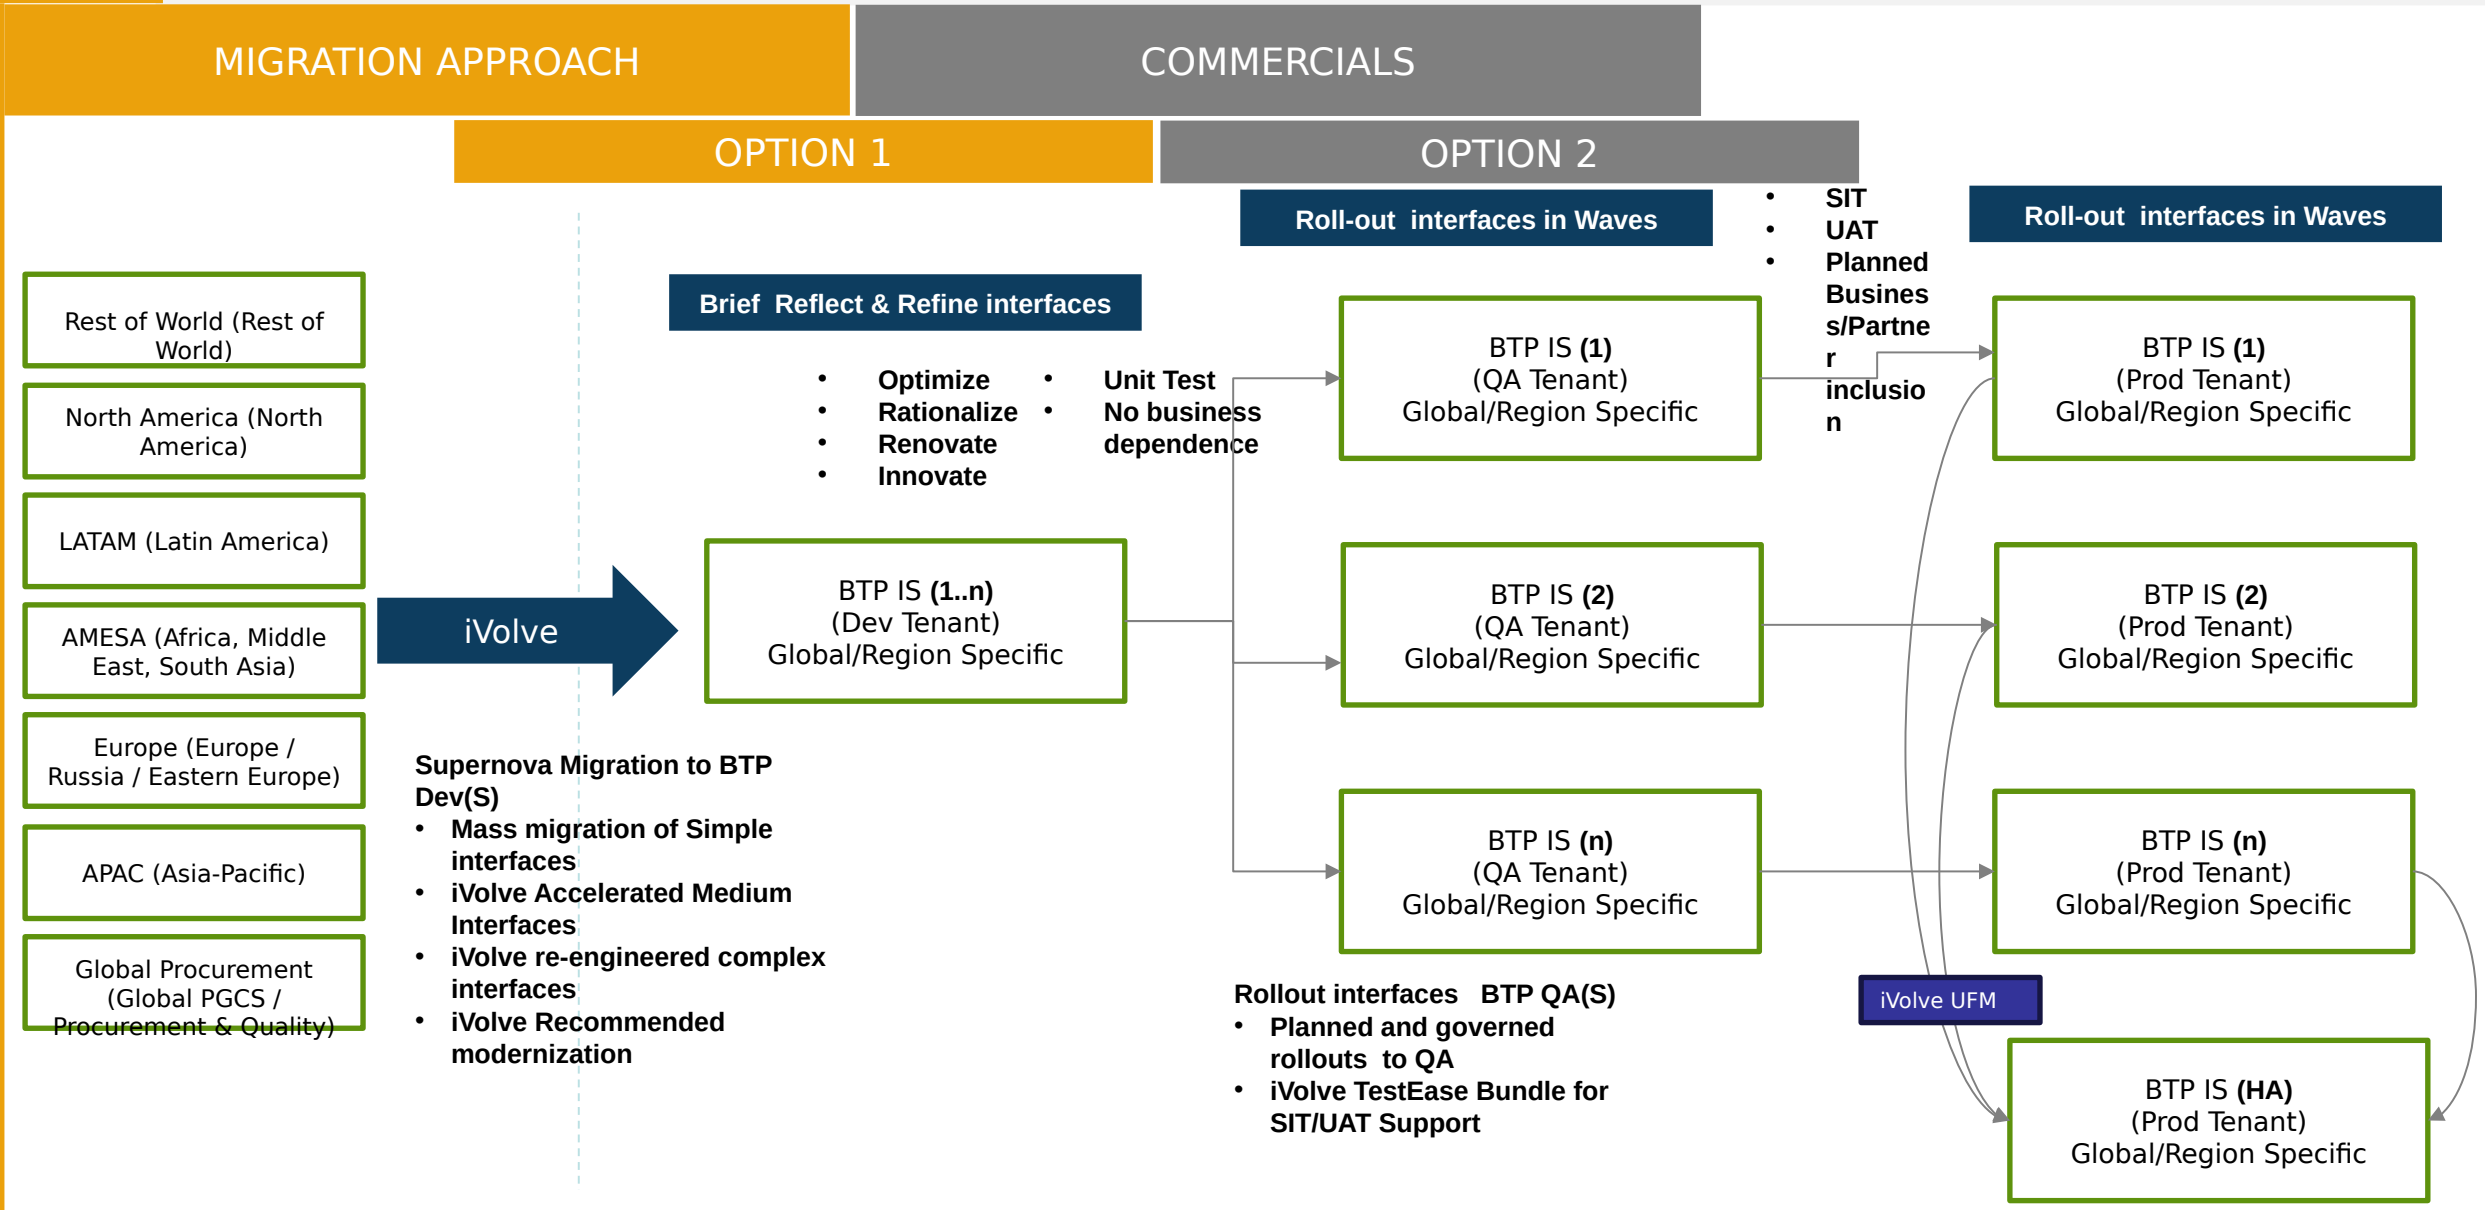 MIGRATION APPROACH
COMMERCIALS
OPTION 1
OPTION 2
Rest of World (Rest of
World)
North America (North
America)
LATAM (Latin America)
AMESA (Africa, Middle
East, South Asia)
Europe (Europe /
Russia / Eastern Europe)
APAC (Asia-Pacific)
Global Procurement
(Global PGCS /
Procurement & Quality)
iVolve
Supernova Migration to BTP
Dev(S)
• Mass migration of Simple
interfaces
• iVolve Accelerated Medium
Interfaces
• iVolve re-engineered complex
interfaces
• iVolve Recommended
modernization
Brief  Reflect & Refine interfaces
• Optimize
• Rationalize
• Renovate
• Innovate
• Unit Test
• No business
dependence
BTP IS (1..n)
(Dev Tenant)
Global/Region Specific
Roll-out  interfaces in Waves
BTP IS (1)
(QA Tenant)
Global/Region Specific
BTP IS (2)
(QA Tenant)
Global/Region Specific
BTP IS (n)
(QA Tenant)
Global/Region Specific
Rollout interfaces   BTP QA(S)
• Planned and governed
rollouts  to QA
• iVolve TestEase Bundle for
SIT/UAT Support
• SIT
• UAT
• Planned
Busines
s/Partne
r
inclusio
n
Roll-out  interfaces in Waves
BTP IS (1)
(Prod Tenant)
Global/Region Specific
BTP IS (2)
(Prod Tenant)
Global/Region Specific
BTP IS (n)
(Prod Tenant)
Global/Region Specific
iVolve UFM
BTP IS (HA)
(Prod Tenant)
Global/Region Specific